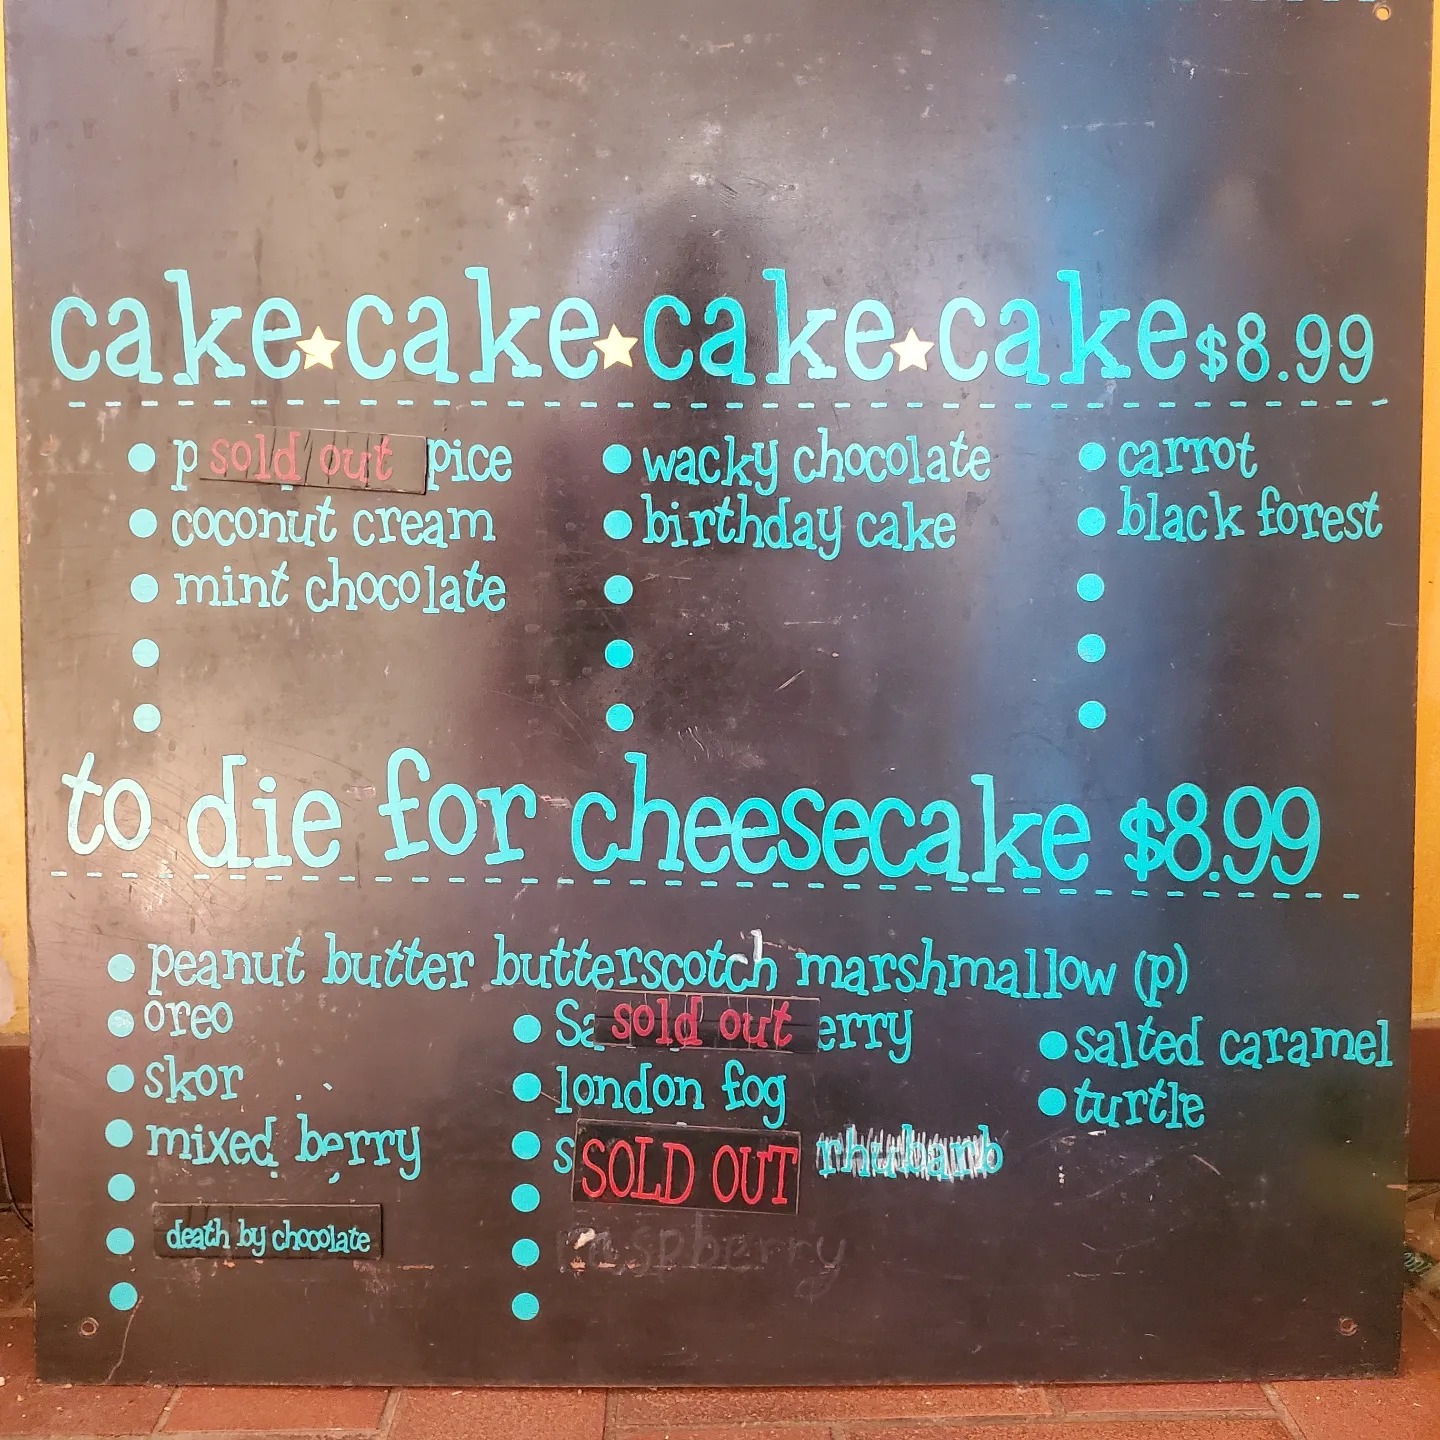 cake cake cake cake $8.99
p sold out pice
coconut cream
mint chocolate
wacky chocolate
birthday cake
carrot
black forest
to die for cheesecake $8.99
peanut butter butterscotch marshmallow (p)
oreo
skor
mixed berry
death by chocolate
Sa sold out erry
london fog
s SOLD OUT rhubarb
raspberry
salted caramel
turtle